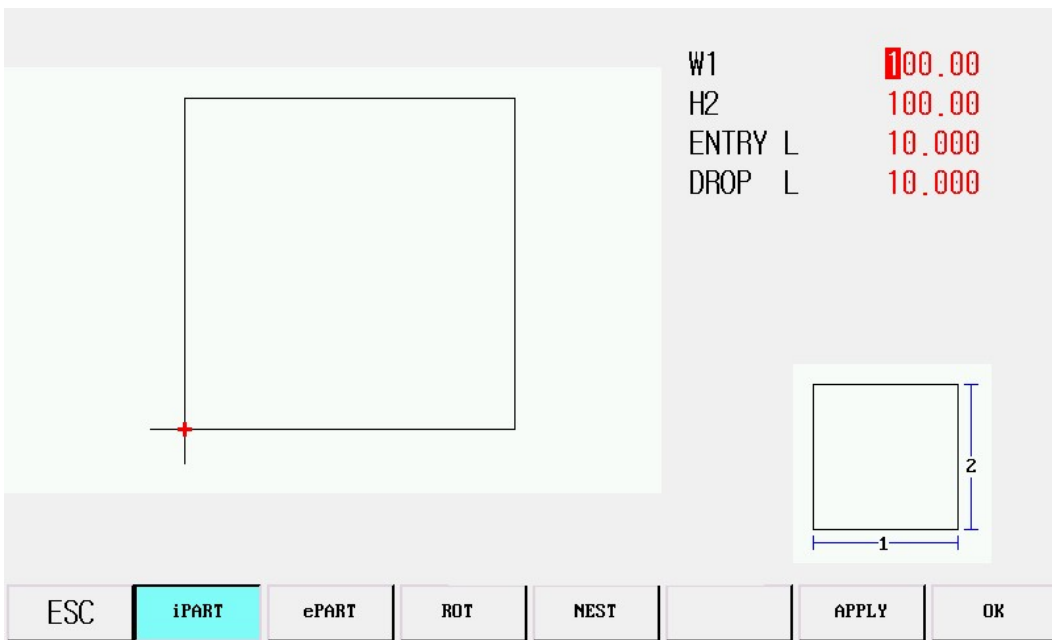 W1 100.00
H2 100.00
ENTRY L 10.000
DROP L 10.000
2
1
ESC iPART ePART ROT NEST APPLY OK